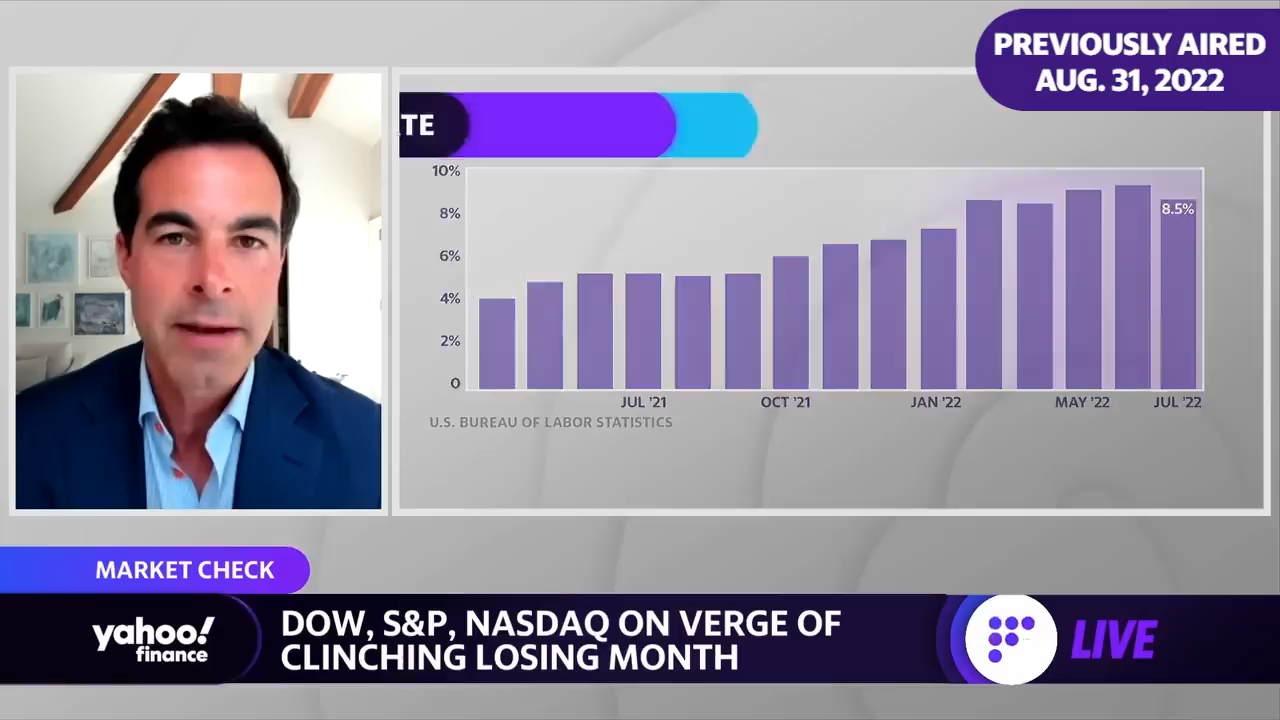 PREVIOUSLY AIRED
AUG. 31, 2022
TE
10%
8%
6%
4%
2%
0
8.5%
JUL '21
OCT '21
JAN '22
MAY '22
JUL '22
U.S. BUREAU OF LABOR STATISTICS
MARKET CHECK
yahoo!
finance
DOW, S&P, NASDAQ ON VERGE OF
CLINCHING LOSING MONTH
LIVE